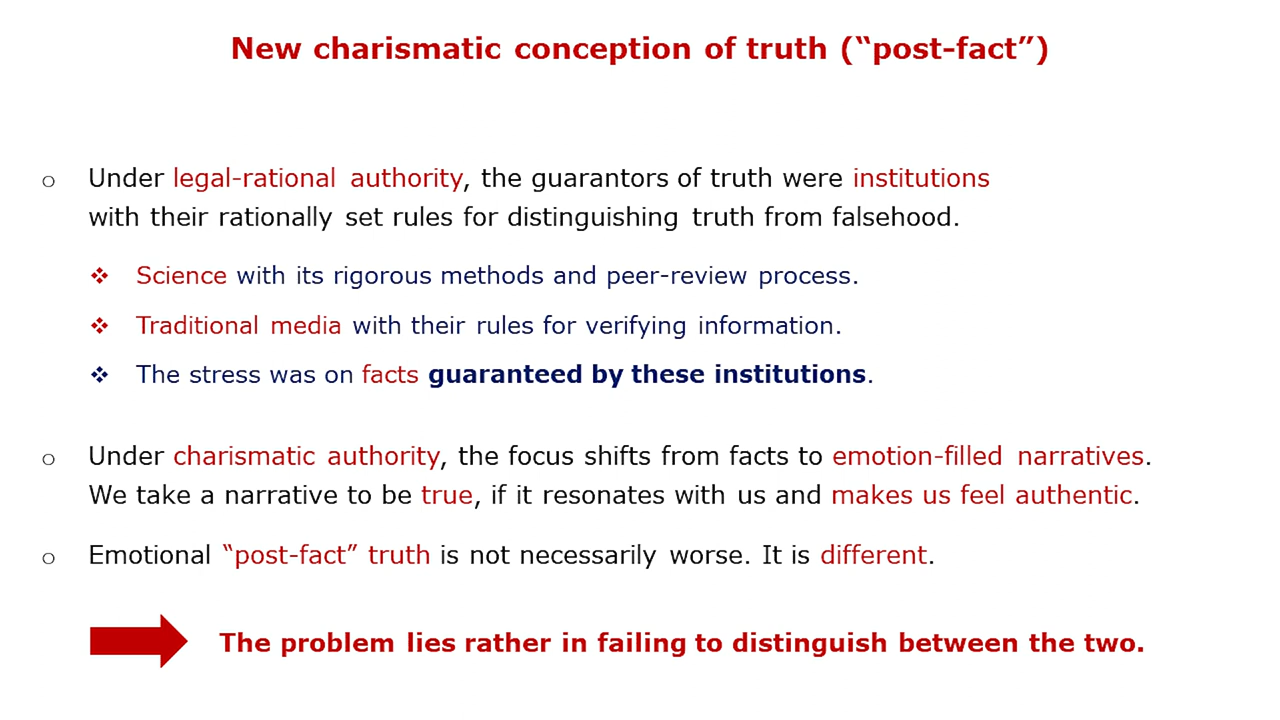 New charismatic conception of truth (“post-fact”)
Under legal-rational authority, the guarantors of truth were institutions
with their rationally set rules for distinguishing truth from falsehood.
Science with its rigorous methods and peer-review process.
Traditional media with their rules for verifying information.
The stress was on facts guaranteed by these institutions.
Under charismatic authority, the focus shifts from facts to emotion-filled narratives.
We take a narrative to be true, if it resonates with us and makes us feel authentic.
Emotional “post-fact” truth is not necessarily worse. It is different.
The problem lies rather in failing to distinguish between the two.